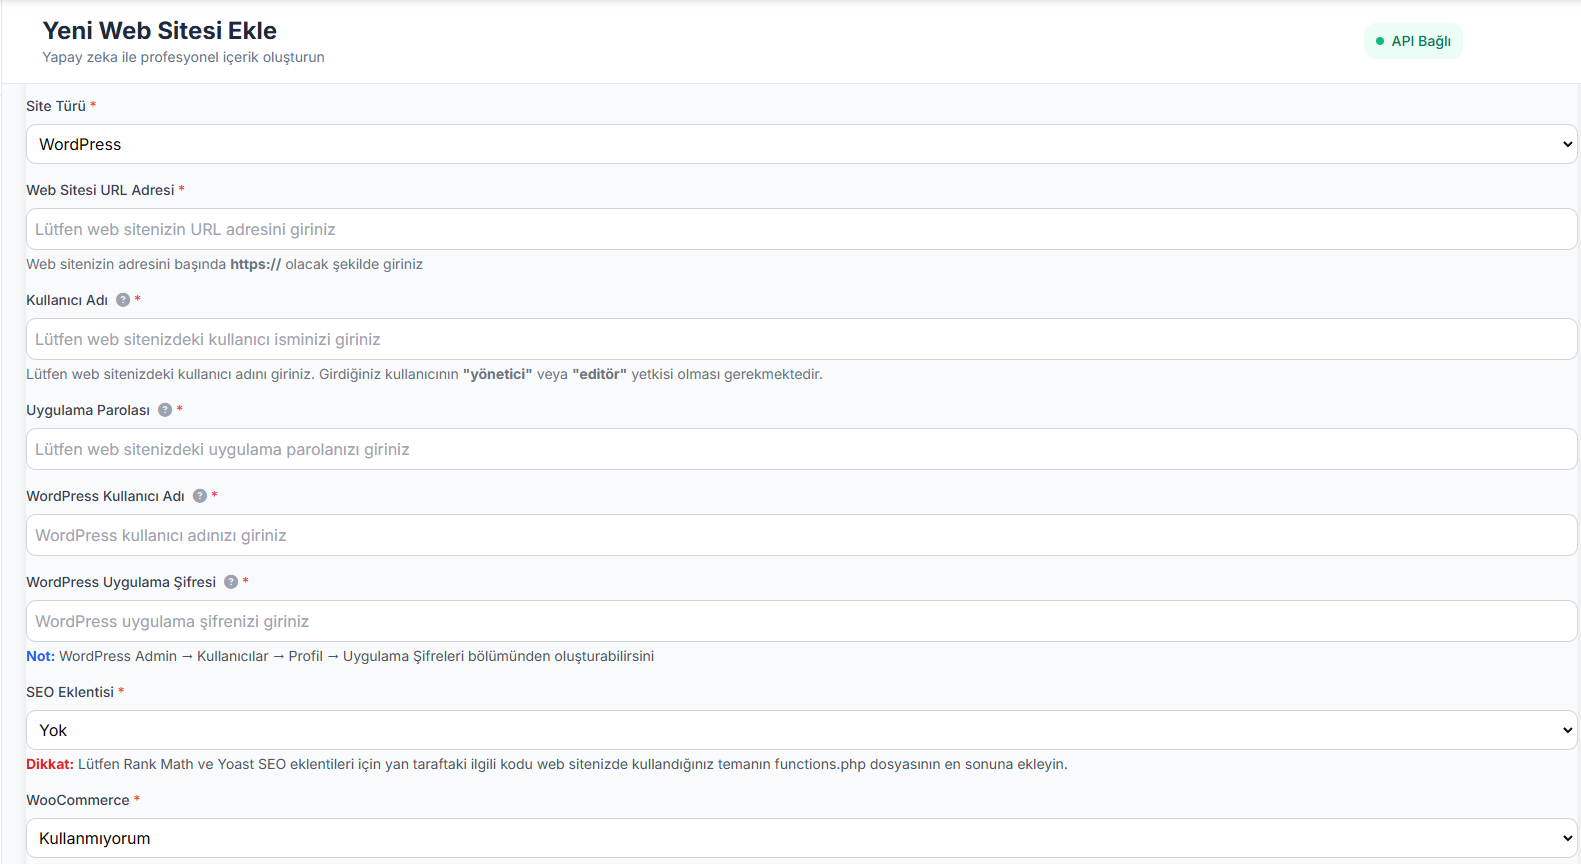 Yeni Web Sitesi Ekle
Yapay zeka ile profesyonel içerik oluşturun
API Bağlı
Site Türü *
WordPress
Web Sitesi URL Adresi *
Lütfen web sitenizin URL adresini giriniz
Web sitenizin adresini başında https:// olacak şekilde giriniz
Kullanıcı Adı ? *
Lütfen web sitenizdeki kullanıcı isminizi giriniz
Lütfen web sitenizdeki kullanıcı adını giriniz. Girdiğiniz kullanıcının "yönetici" veya "editör" yetkisi olması gerekmektedir.
Uygulama Parolası ? *
Lütfen web sitenizdeki uygulama parolanızı giriniz
WordPress Kullanıcı Adı ? *
WordPress kullanıcı adınızı giriniz
WordPress Uygulama Şifresi ? *
WordPress uygulama şifrenizi giriniz
Not: WordPress Admin → Kullanıcılar → Profil → Uygulama Şifreleri bölümünden oluşturabilirsini
SEO Eklentisi *
Yok
Dikkat: Lütfen Rank Math ve Yoast SEO eklentileri için yan taraftaki ilgili kodu web sitenizde kullandığınız temanın functions.php dosyasının en sonuna ekleyin.
WooCommerce *
Kullanmıyorum